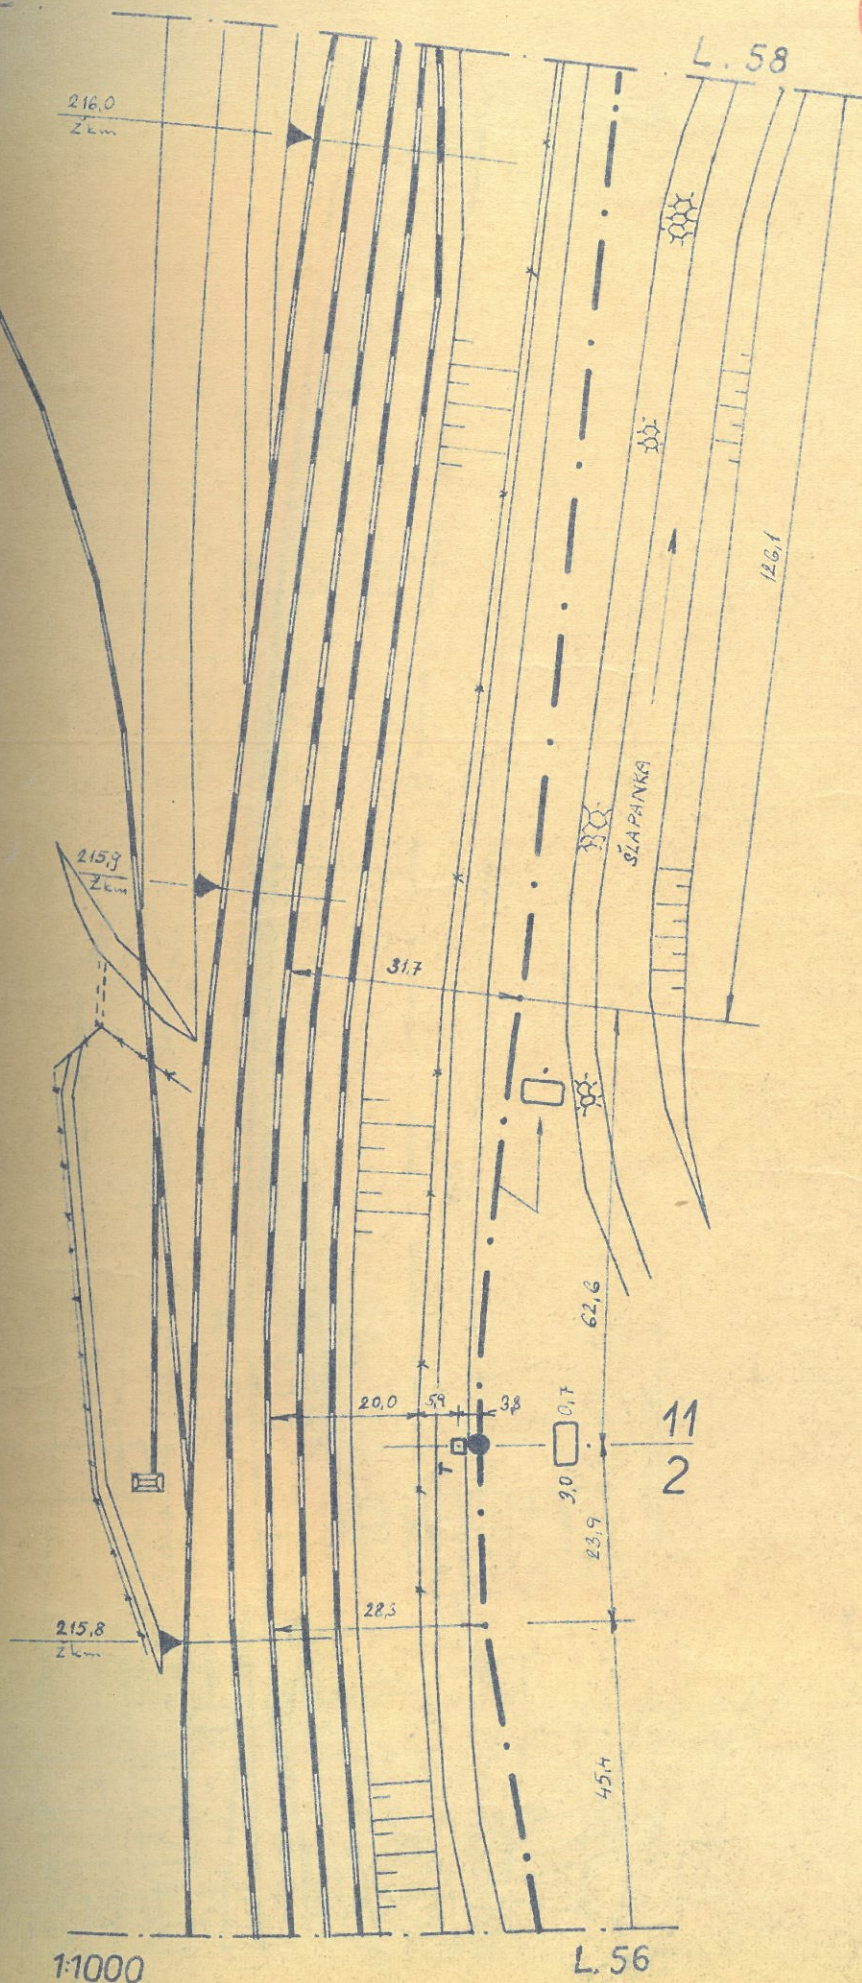 L. 58
216,0
žkm
126,1
ŠLAPANKA
215,9
žkm
31,7
62,6
20,0 5,9 3,8
T
3,0 0,7
11
2
23,9
28,3
215,8
žkm
45,4
1:1000
L. 56